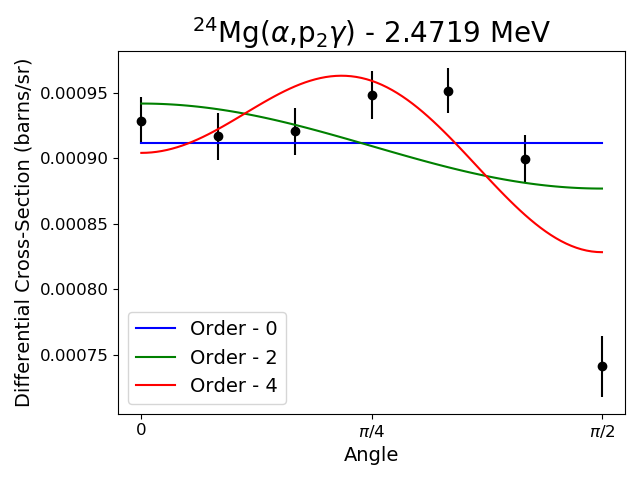 ²⁴Mg(α,p₂γ) - 2.4719 MeV
Differential Cross-Section (barns/sr)
0.00095
0.00090
0.00085
0.00080
0.00075
Order - 0
Order - 2
Order - 4
0
π/4
π/2
Angle